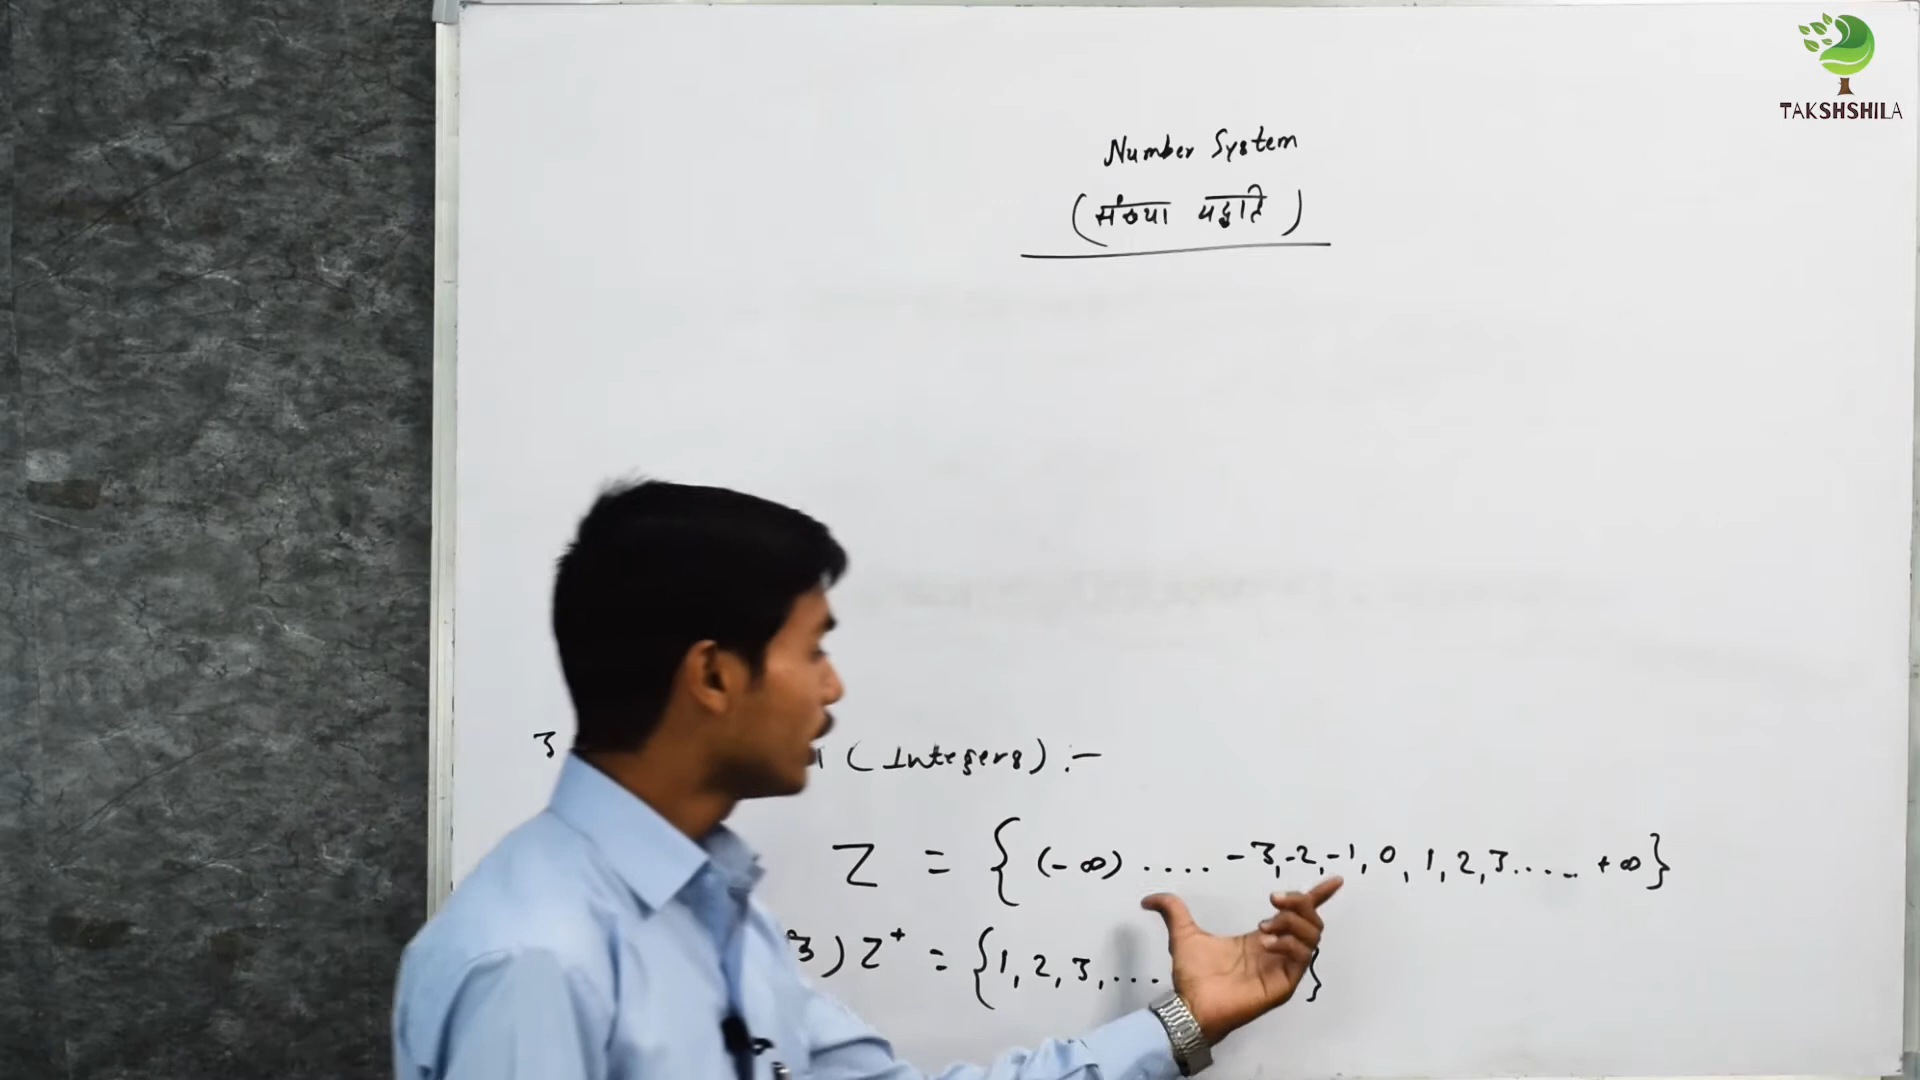 TAKSHSHILA
Number System
(संख्या पद्धति)
3 (Integers) :-
Z = {(-∞) .... -3,-2,-1, 0, 1, 2, 3..... +∞}
) Z⁺ = {1, 2, 3, ... }